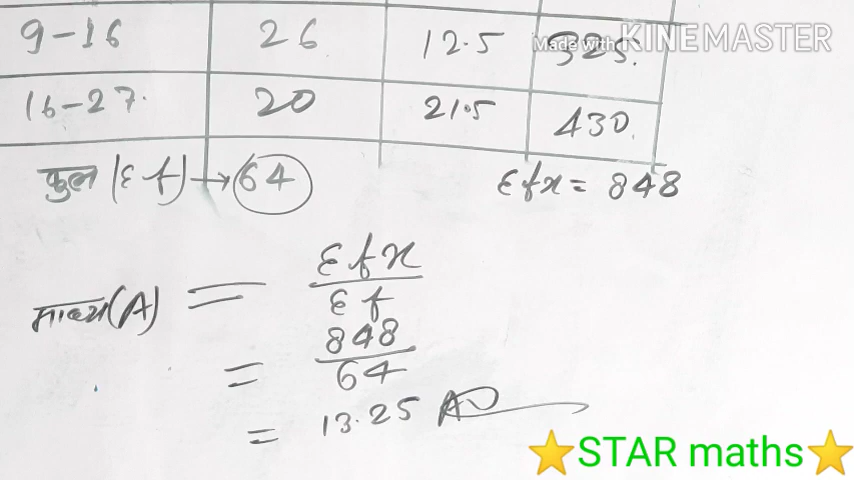 9-16 26 12.5 325.
Made with KINEMASTER
16-27. 20 21.5 430.
कुल (Σf) → 64 Σfx = 848
माध्य (A) = Σfx
Σf
= 848
64
= 13.25
⭐STAR maths⭐